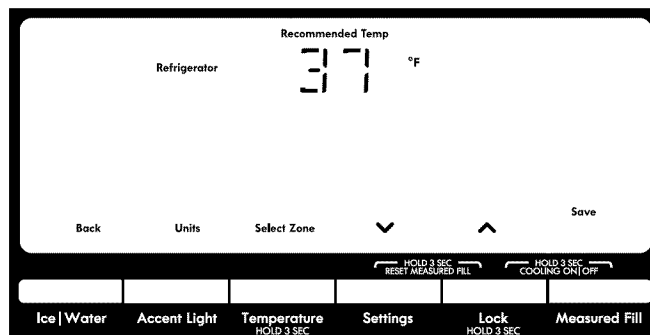 Recommended Temp
Refrigerator 37 °F
Save
Back Units Select Zone
HOLD 3 SEC HOLD 3 SEC
RESET MEASURED FILL COOLING ON|OFF
Ice|Water Accent Light Temperature Settings Lock Measured Fill
HOLD 3 SEC HOLD 3 SEC